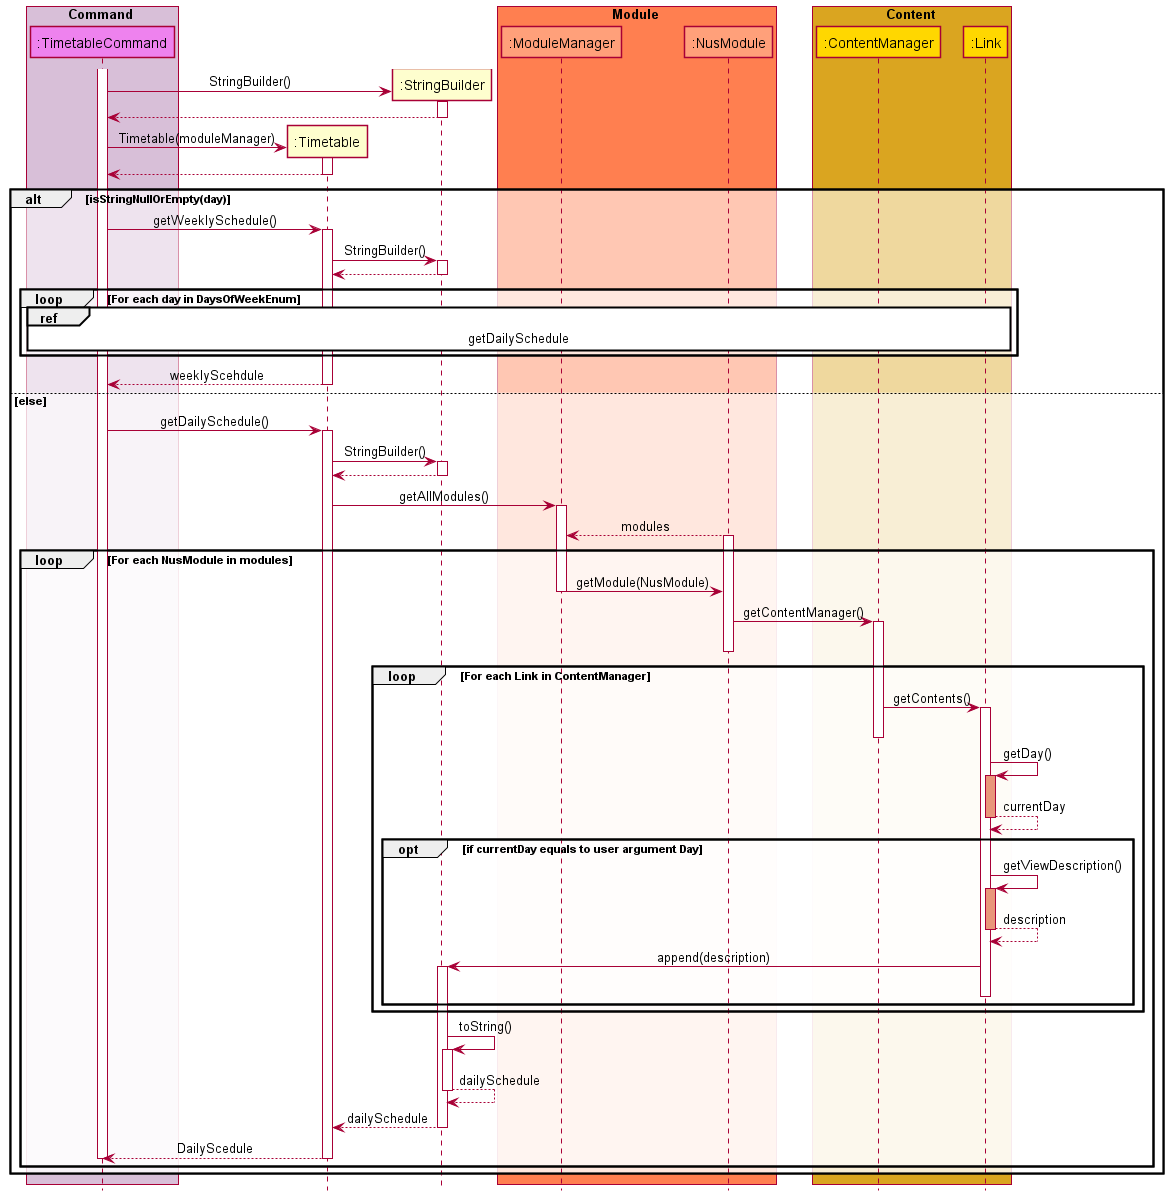 Command
Module
Content
:TimetableCommand
:ModuleManager
:NusModule
:ContentManager
:Link
StringBuilder()
:StringBuilder
Timetable(moduleManager)
:Timetable
alt
[isStringNullOrEmpty(day)]
getWeeklySchedule()
StringBuilder()
loop
[For each day in DaysOfWeekEnum]
ref
getDailySchedule
weeklyScehdule
[else]
getDailySchedule()
StringBuilder()
getAllModules()
modules
loop
[For each NusModule in modules]
getModule(NusModule)
getContentManager()
loop
[For each Link in ContentManager]
getContents()
getDay()
currentDay
opt
[if currentDay equals to user argument Day]
getViewDescription()
description
append(description)
toString()
dailySchedule
dailySchedule
DailyScedule